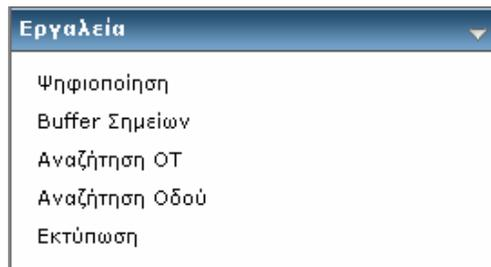 Εργαλεία
Ψηφιοποίηση
Buffer Σημείων
Αναζήτηση ΟΤ
Αναζήτηση Οδού
Εκτύπωση